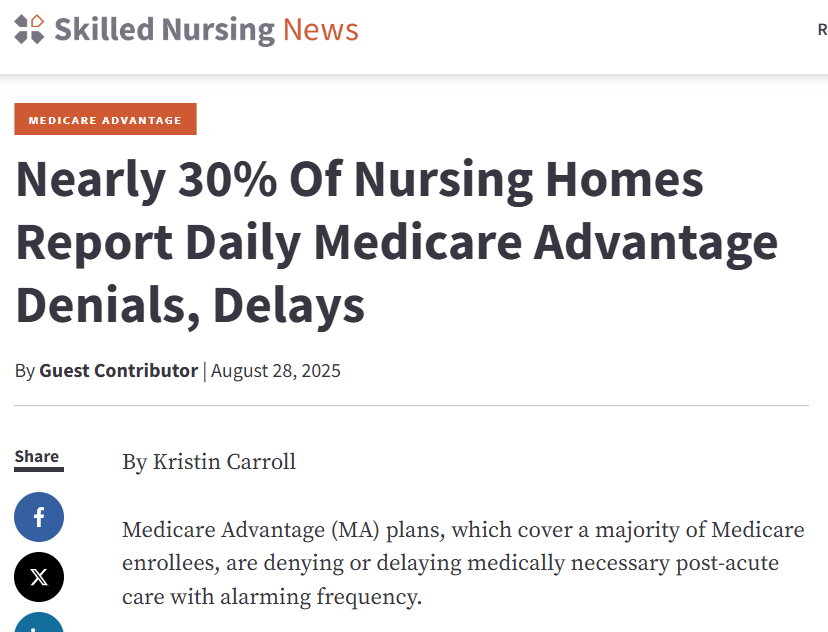 Skilled Nursing News
R
MEDICARE ADVANTAGE
Nearly 30% Of Nursing Homes
Report Daily Medicare Advantage
Denials, Delays
By Guest Contributor | August 28, 2025
Share
By Kristin Carroll
Medicare Advantage (MA) plans, which cover a majority of Medicare
enrollees, are denying or delaying medically necessary post-acute
care with alarming frequency.